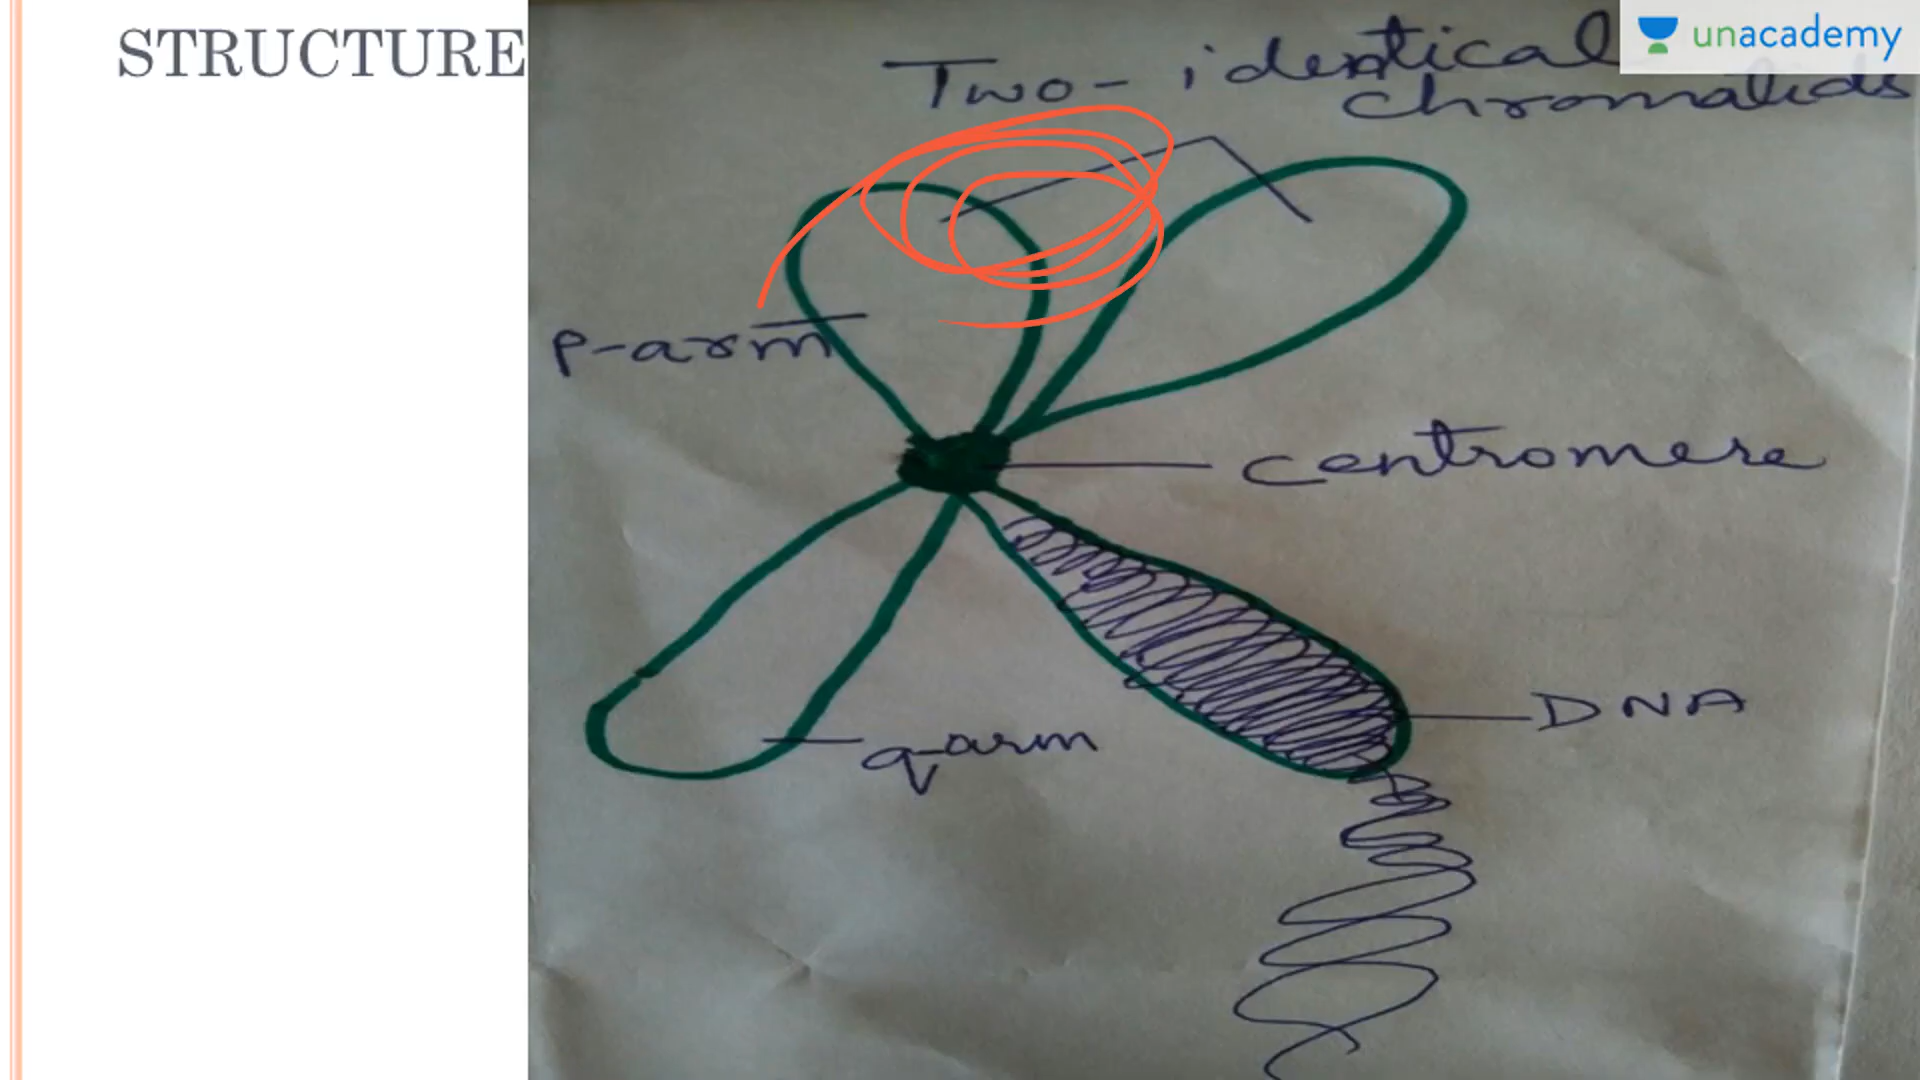 STRUCTURE
unacademy
Two-identical
chromatids
p-arm
centromere
DNA
q-arm